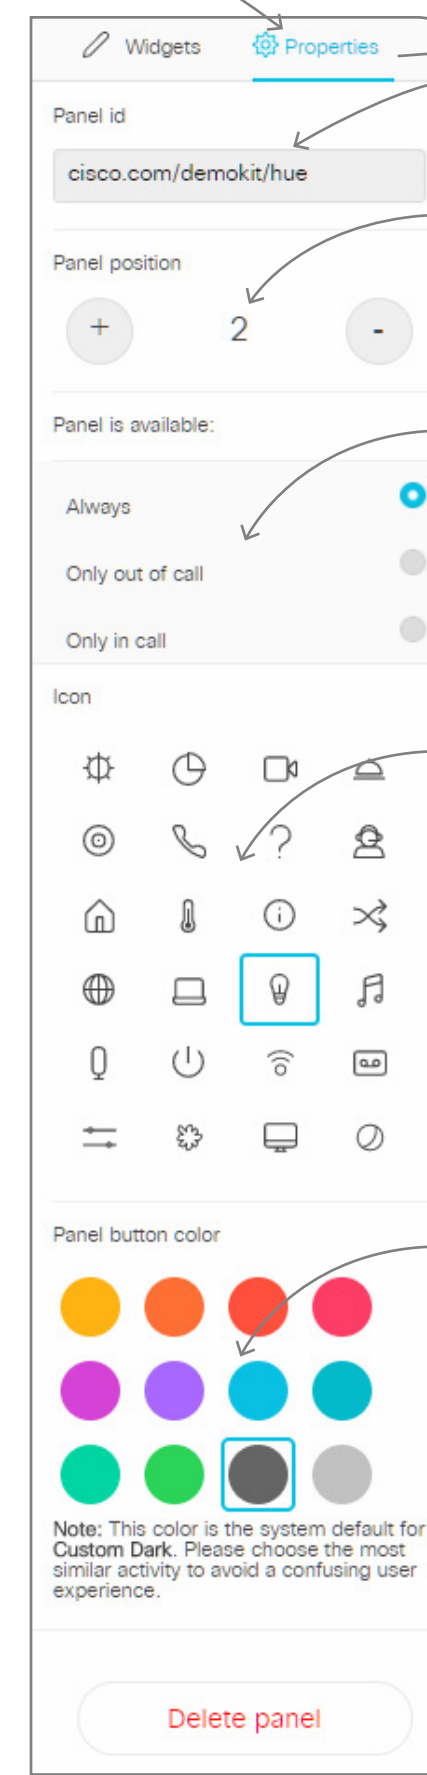 Widgets Properties
Panel id
cisco.com/demokit/hue
Panel position
+ 2 -
Panel is available:
Always
Only out of call
Only in call
Icon
Panel button color
Note: This color is the system default for
Custom Dark. Please choose the most
similar activity to avoid a confusing user
experience.
Delete panel